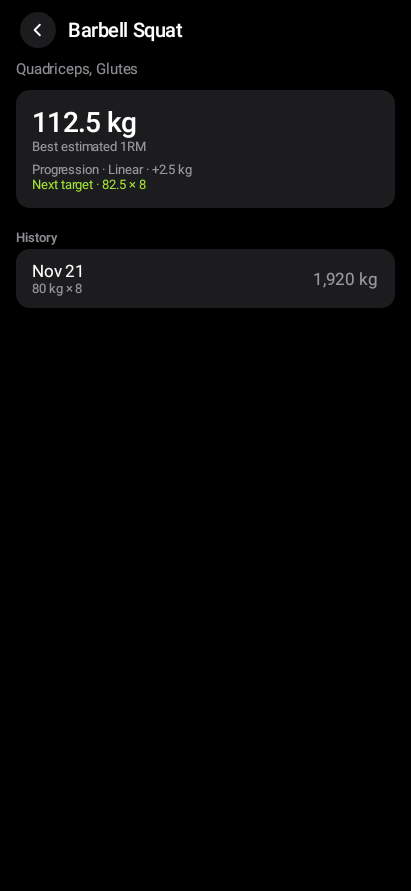 Barbell Squat
Quadriceps, Glutes
112.5 kg
Best estimated 1RM
Progression · Linear · +2.5 kg
Next target · 82.5 × 8
History
Nov 21
1,920 kg
80 kg × 8